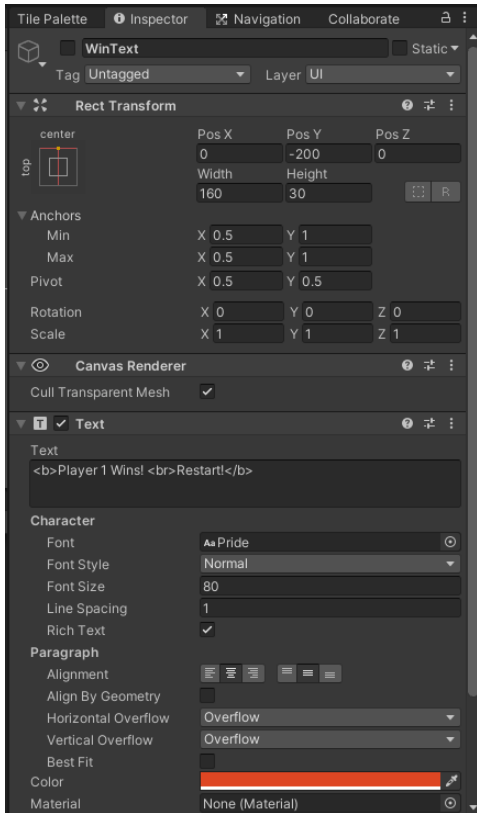 Tile Palette Inspector Navigation Collaborate
WinText Static
Tag Untagged Layer UI
Rect Transform
center Pos X Pos Y Pos Z
top 0 -200 0
Width Height
160 30 R
Anchors
Min X 0.5 Y 1
Max X 0.5 Y 1
Pivot X 0.5 Y 0.5
Rotation X 0 Y 0 Z 0
Scale X 1 Y 1 Z 1
Canvas Renderer
Cull Transparent Mesh
T Text
Text
<b>Player 1 Wins! <br>Restart!</b>
Character
Font Aa Pride
Font Style Normal
Font Size 80
Line Spacing 1
Rich Text
Paragraph
Alignment
Align By Geometry
Horizontal Overflow Overflow
Vertical Overflow Overflow
Best Fit
Color
Material None (Material)